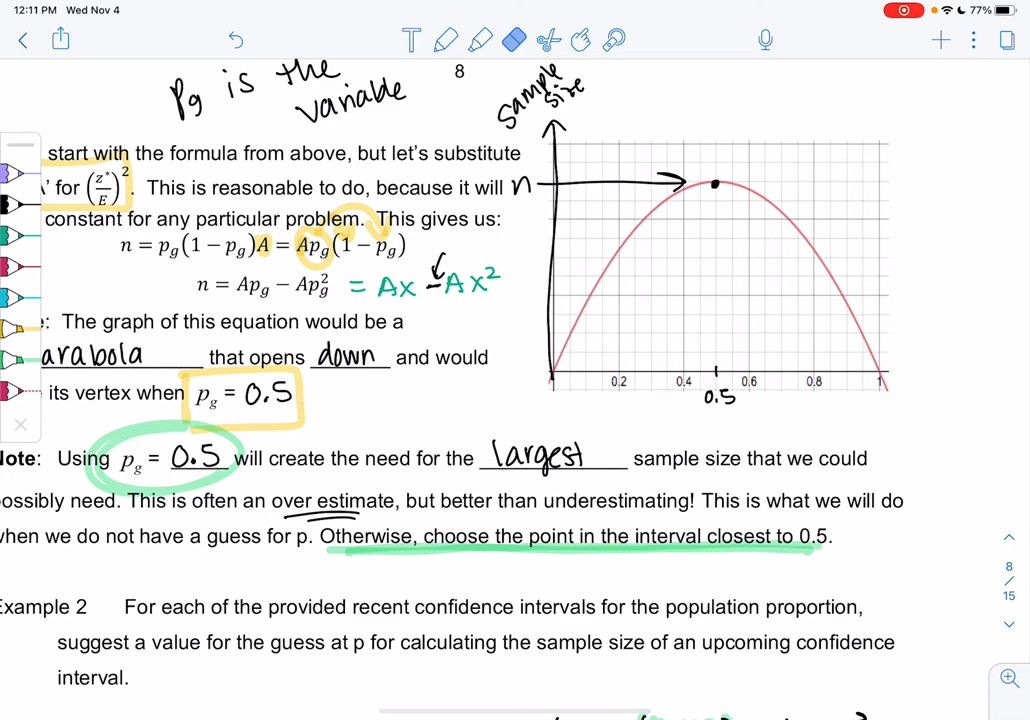 12:11 PM Wed Nov 4
77%
8
pg is the
variable
sample
size
start with the formula from above, but let's substitute
A' for (z*/E)². This is reasonable to do, because it will
n
constant for any particular problem. This gives us:
n = pg(1 − pg)A = Apg(1 − pg)
n = Apg − Apg² = Ax − Ax²
e: The graph of this equation would be a
arabola that opens down and would
its vertex when pg = 0.5
0.2 0.4 0.6 0.8 1
0.5
Note: Using pg = 0.5 will create the need for the largest sample size that we could
possibly need. This is often an over estimate, but better than underestimating! This is what we will do
when we do not have a guess for p. Otherwise, choose the point in the interval closest to 0.5.
8
/
15
Example 2 For each of the provided recent confidence intervals for the population proportion,
suggest a value for the guess at p for calculating the sample size of an upcoming confidence
interval.